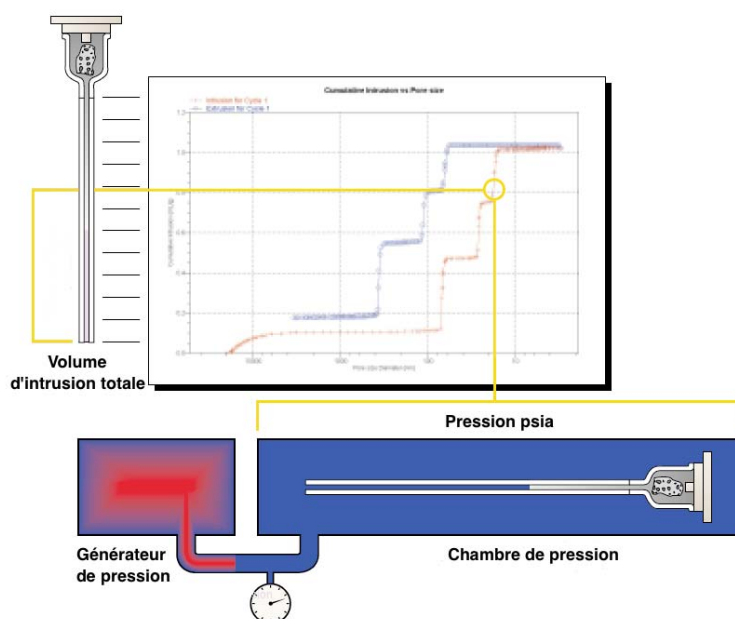 Cumulative Intrusion vs Pore size
Intrusion for Cycle 1
Extrusion for Cycle 1
Volume
d'intrusion totale
Pression psia
Générateur
de pression
Chambre de pression